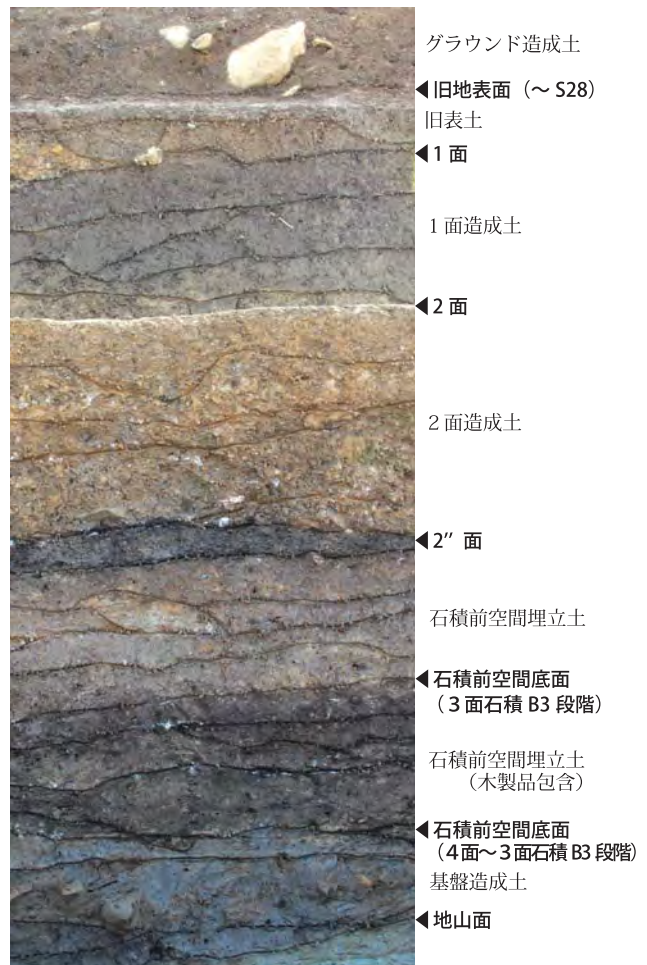 グラウンド造成土
◀旧地表面（～ S28）
旧表土
◀1 面
1 面造成土
◀2 面
2 面造成土
◀2″ 面
石積前空間埋立土
◀石積前空間底面
（３面石積 B3 段階）
石積前空間埋立土
（木製品包含）
◀石積前空間底面
（４面～３面石積 B3 段階）
基盤造成土
◀地山面